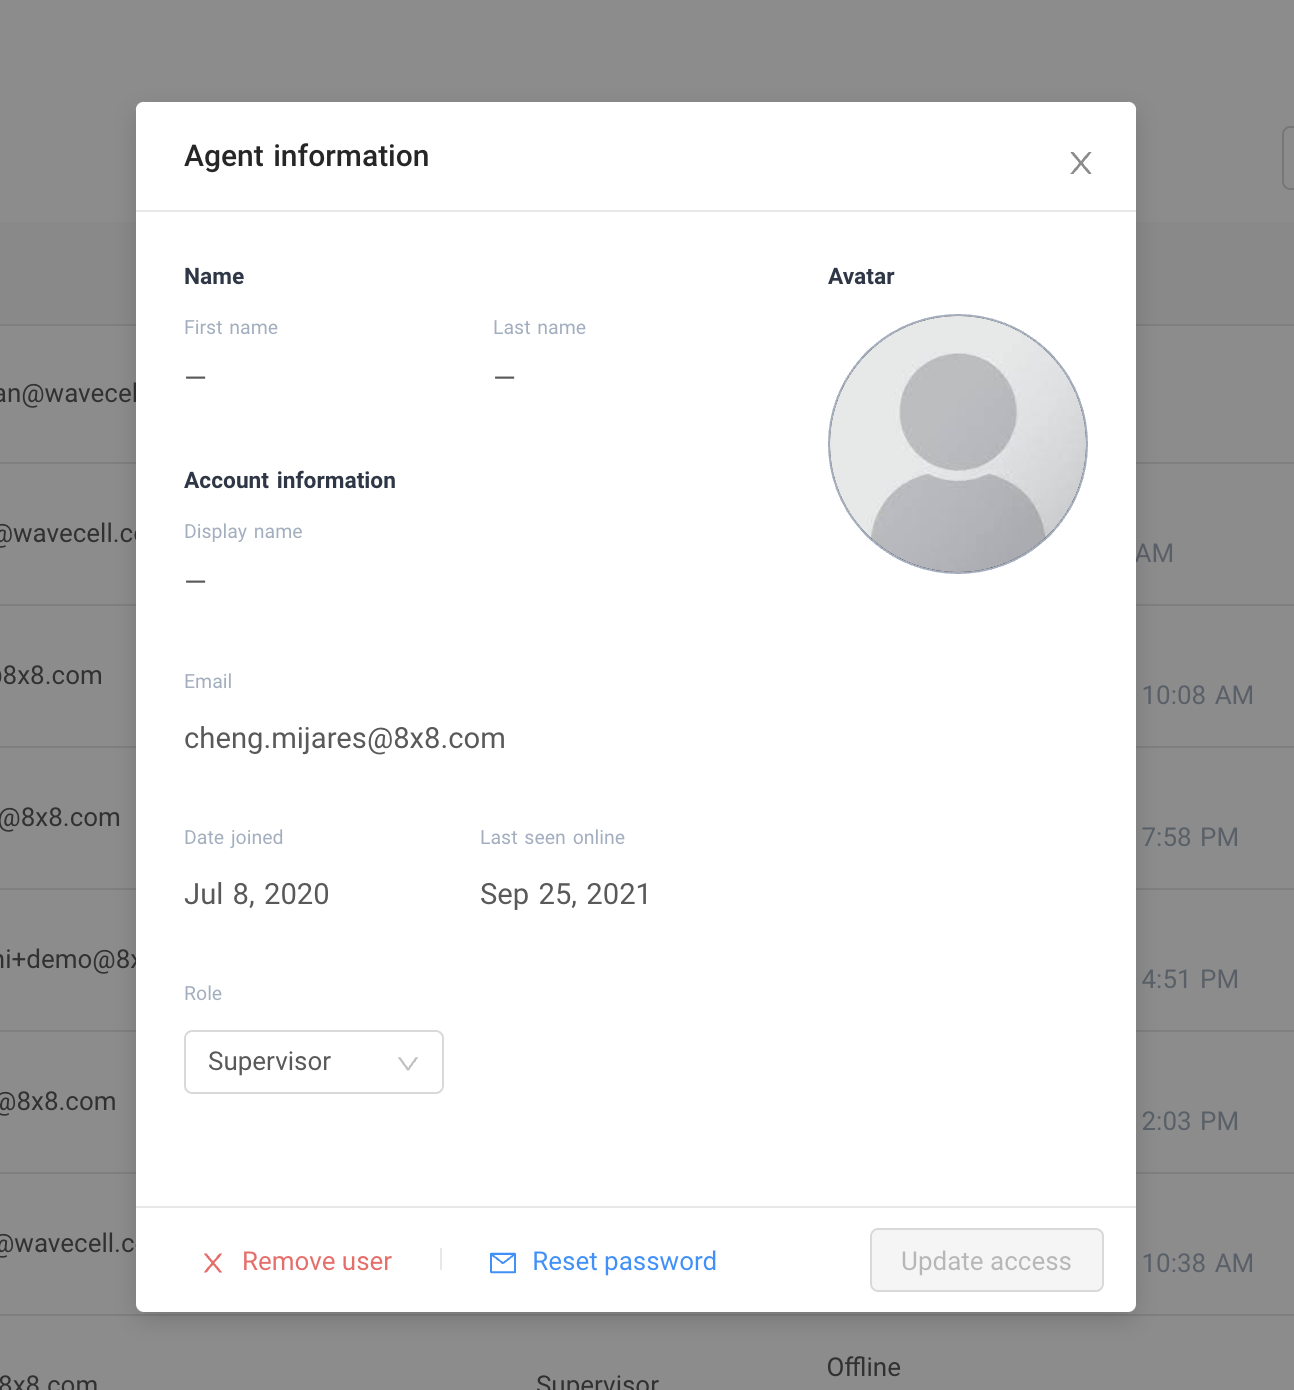 Agent information
Name
Avatar
First name
Last name
—
—
Account information
Display name
—
Email
cheng.mijares@8x8.com
Date joined
Last seen online
Jul 8, 2020
Sep 25, 2021
Role
Supervisor
Remove user
Reset password
Update access
an@wavecel
@wavecell.c
AM
8x8.com
10:08 AM
@8x8.com
7:58 PM
ni+demo@8x
4:51 PM
@8x8.com
2:03 PM
@wavecell.c
10:38 AM
Offline
8x8.com
Supervisor